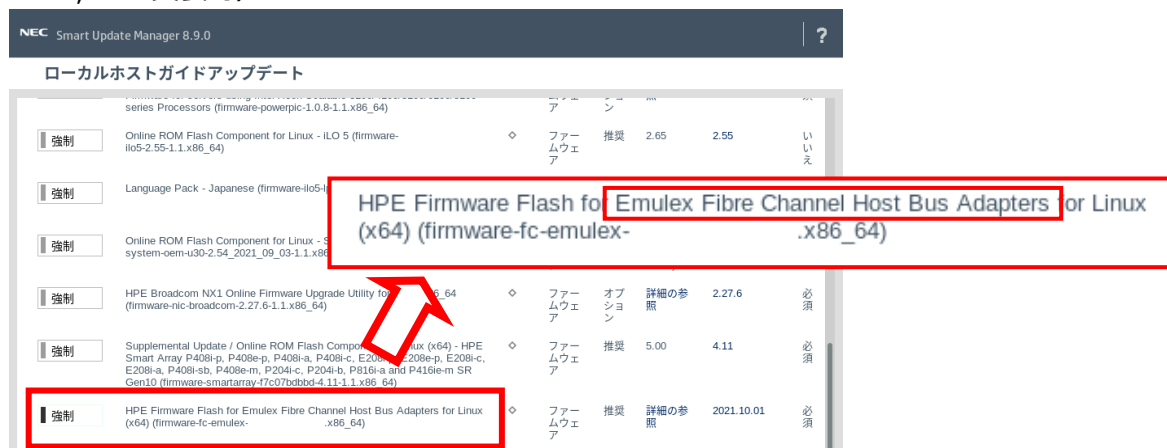 NEC Smart Update Manager 8.9.0
?
ローカルホストガイドアップデート
series Processors (firmware-powerpic-1.0.8-1.1.x86_64)
ア
ン
強制
Online ROM Flash Component for Linux - iLO 5 (firmware-
ilo5-2.55-1.1.x86_64)
ファー
ムウェ
ア
推奨
2.65
2.55
い
い
え
強制
Language Pack - Japanese (firmware-ilo5-
HPE Firmware Flash for Emulex Fibre Channel Host Bus Adapters for Linux
(x64) (firmware-fc-emulex- .x86_64)
強制
Online ROM Flash Component for Linux - S
system-oem-u30-2.54_2021_09_03-1.1.x86
強制
HPE Broadcom NX1 Online Firmware Upgrade Utility for 6_64
(firmware-nic-broadcom-2.27.6-1.1.x86_64)
ファー
ムウェ
ア
オプ
ショ
ン
詳細の参
照
2.27.6
必
須
強制
Supplemental Update / Online ROM Flash Compo ux (x64) - HPE
Smart Array P408i-p, P408e-p, P408i-a, P408i-c, E208i- E208e-p, E208i-c,
E208i-a, P408i-sb, P408e-m, P204i-c, P204i-b, P816i-a and P416ie-m SR
Gen10 (firmware-smartarray-f7c07bdbbd-4.11-1.1.x86_64)
ファー
ムウェ
ア
推奨
5.00
4.11
必
須
強制
HPE Firmware Flash for Emulex Fibre Channel Host Bus Adapters for Linux
(x64) (firmware-fc-emulex- .x86_64)
ファー
ムウェ
ア
推奨
詳細の参
照
2021.10.01
必
須